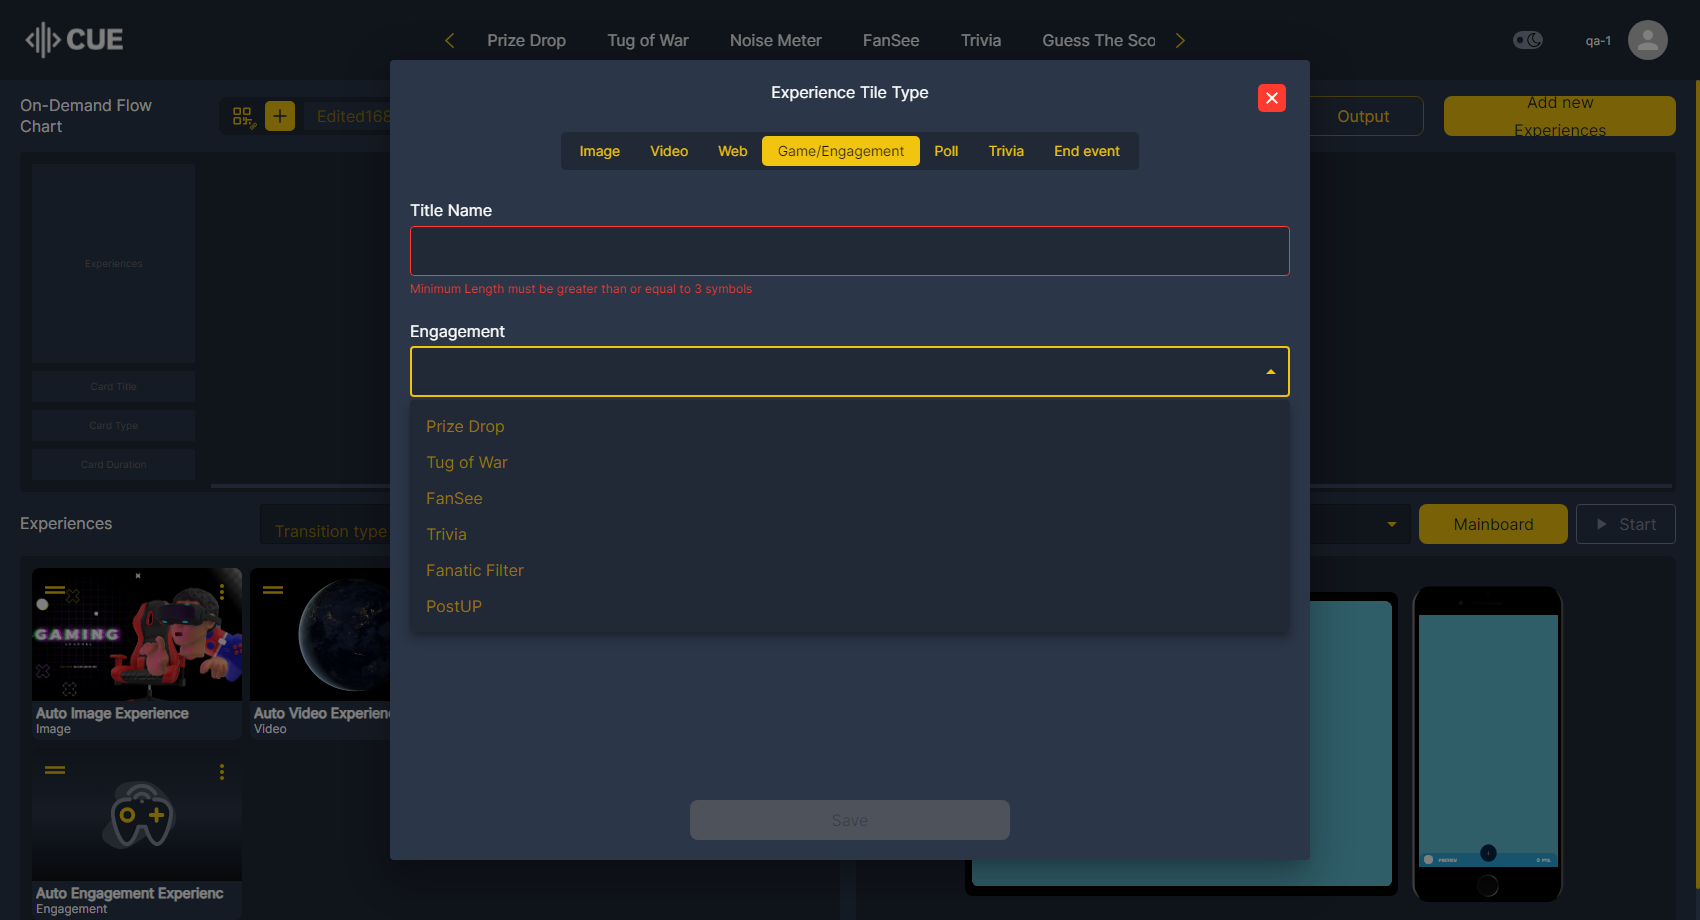 CUE
Prize Drop
Tug of War
Noise Meter
FanSee
Trivia
Guess The Sco
qa-1
On-Demand Flow
Chart
Edited168
Output
Add new
Experiences
Experience Tile Type
Image
Video
Web
Game/Engagement
Poll
Trivia
End event
Title Name
Minimum Length must be greater than or equal to 3 symbols
Engagement
Prize Drop
Tug of War
FanSee
Trivia
Fanatic Filter
PostUP
Save
Experiences
Card Title
Card Type
Card Duration
Experiences
Transition type
Mainboard
Start
GAMING
Auto Image Experience
Image
Auto Video Experien
Video
Auto Engagement Experienc
Engagement
PREVIEW
0 PTS.